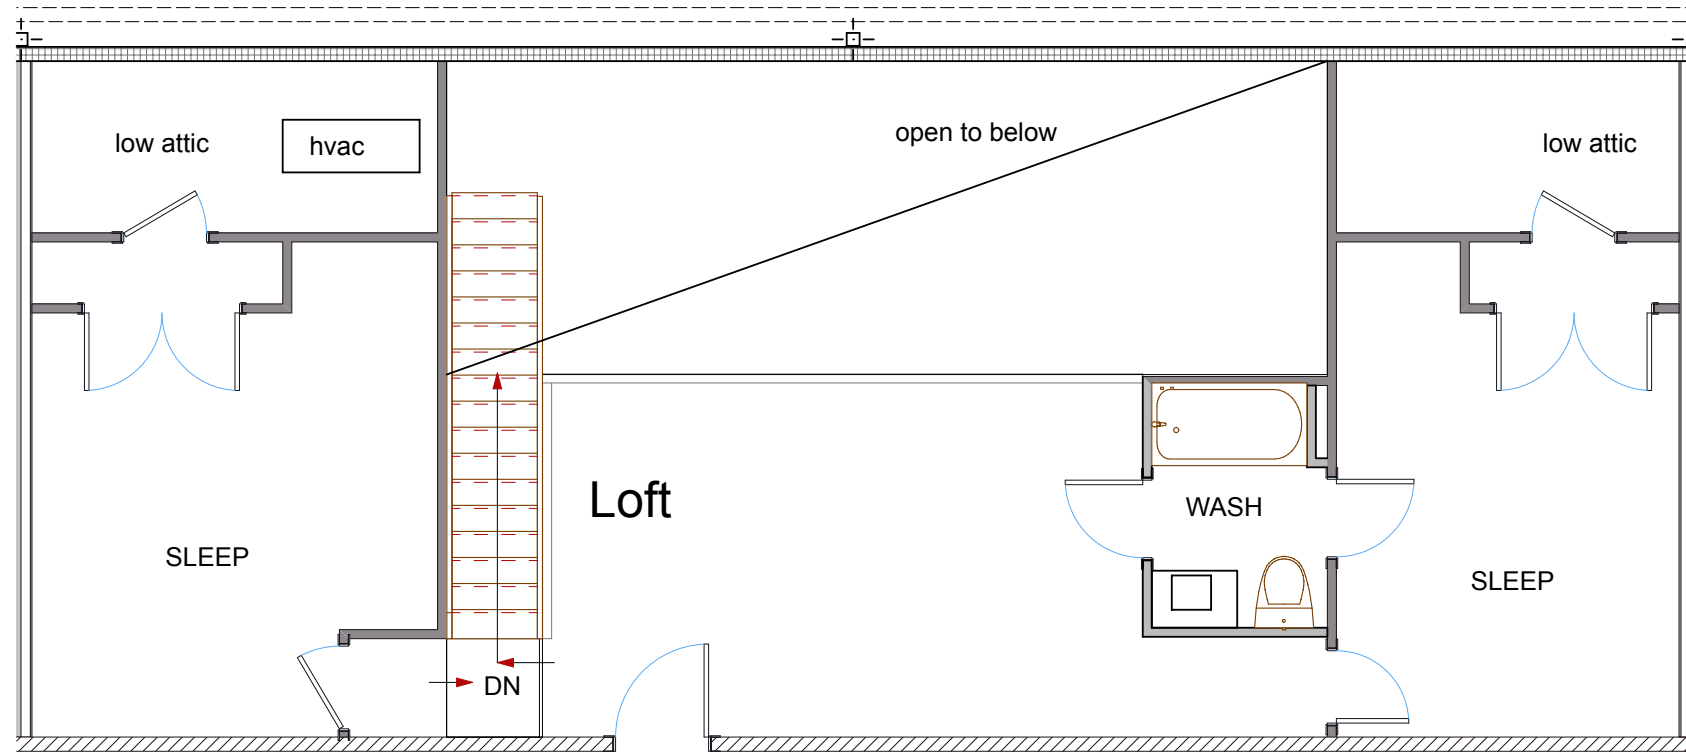 low attic
hvac
open to below
low attic
Loft
WASH
SLEEP
SLEEP
DN